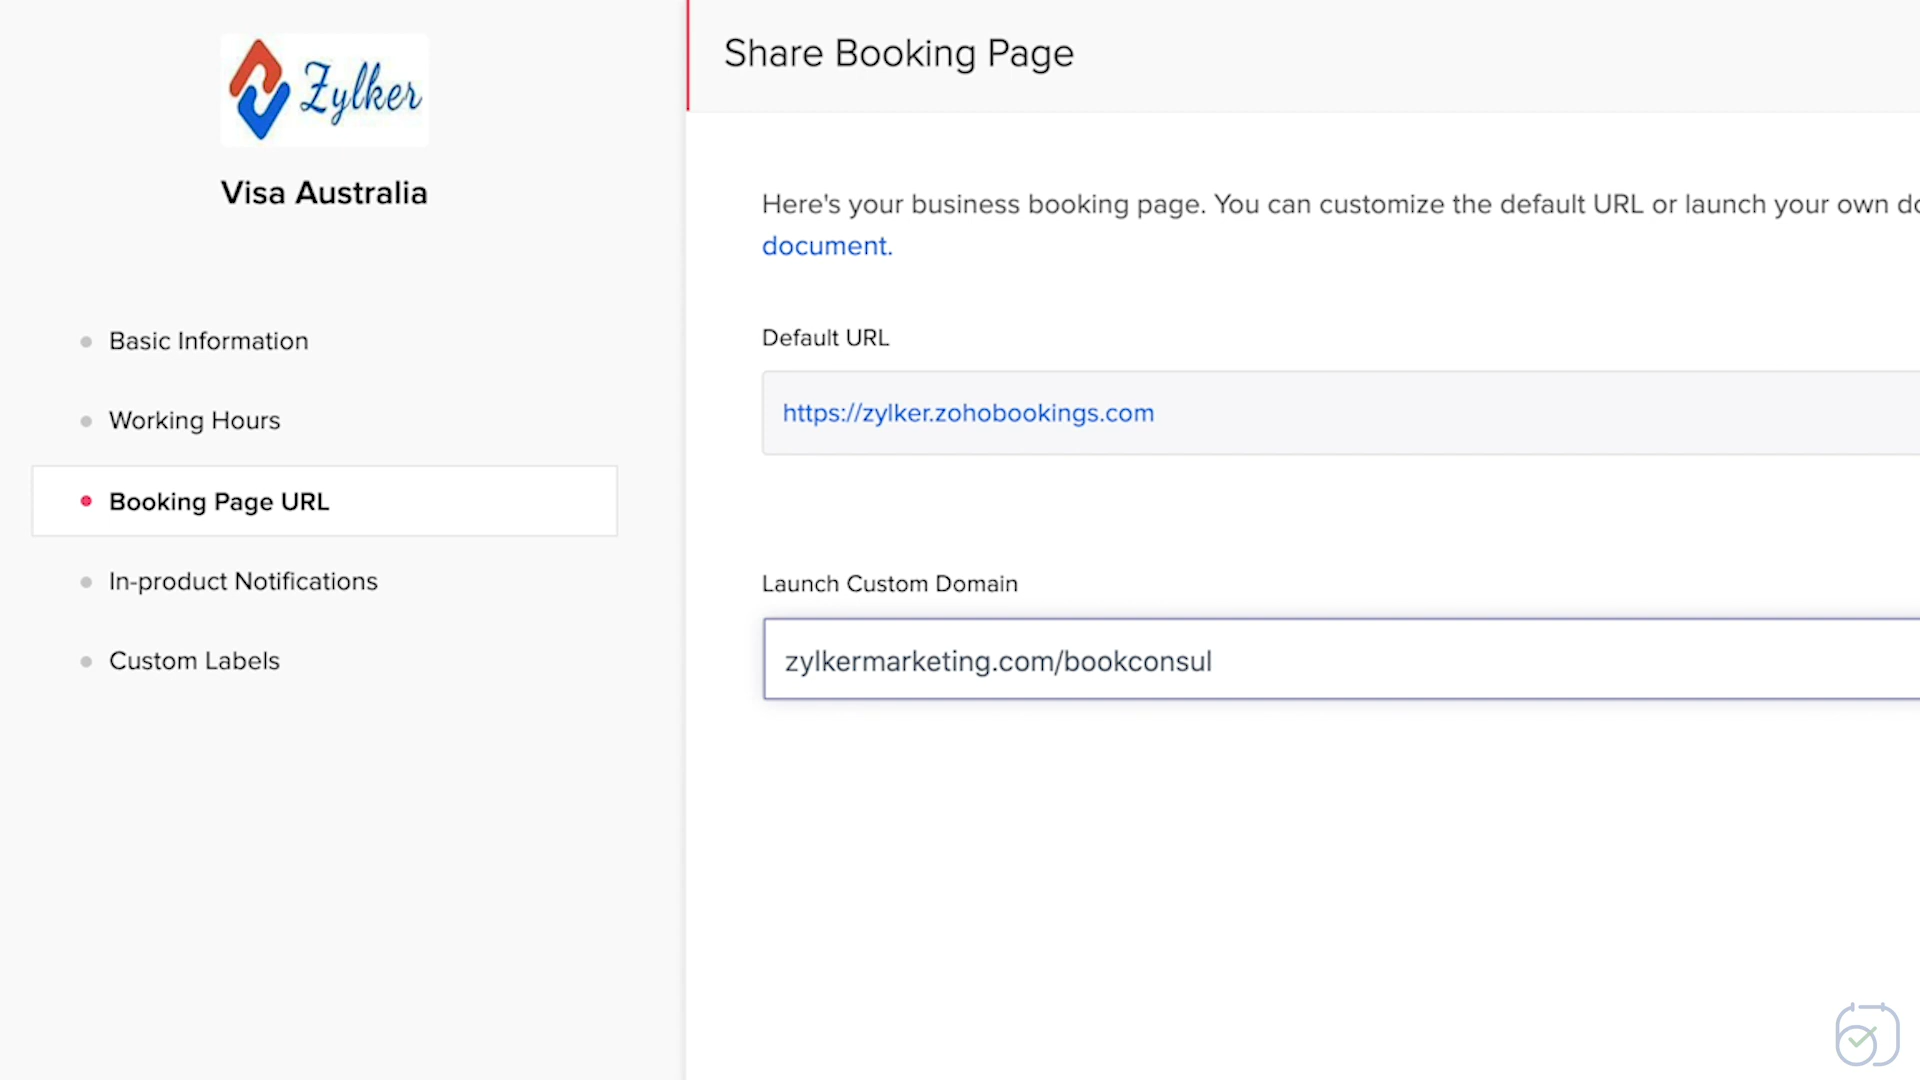 Zylker
Visa Australia
Basic Information
Working Hours
Booking Page URL
In-product Notifications
Custom Labels
Share Booking Page
Here's your business booking page. You can customize the default URL or launch your own
document.
Default URL
https://zylker.zohobookings.com
Launch Custom Domain
zylkermarketing.com/bookconsul